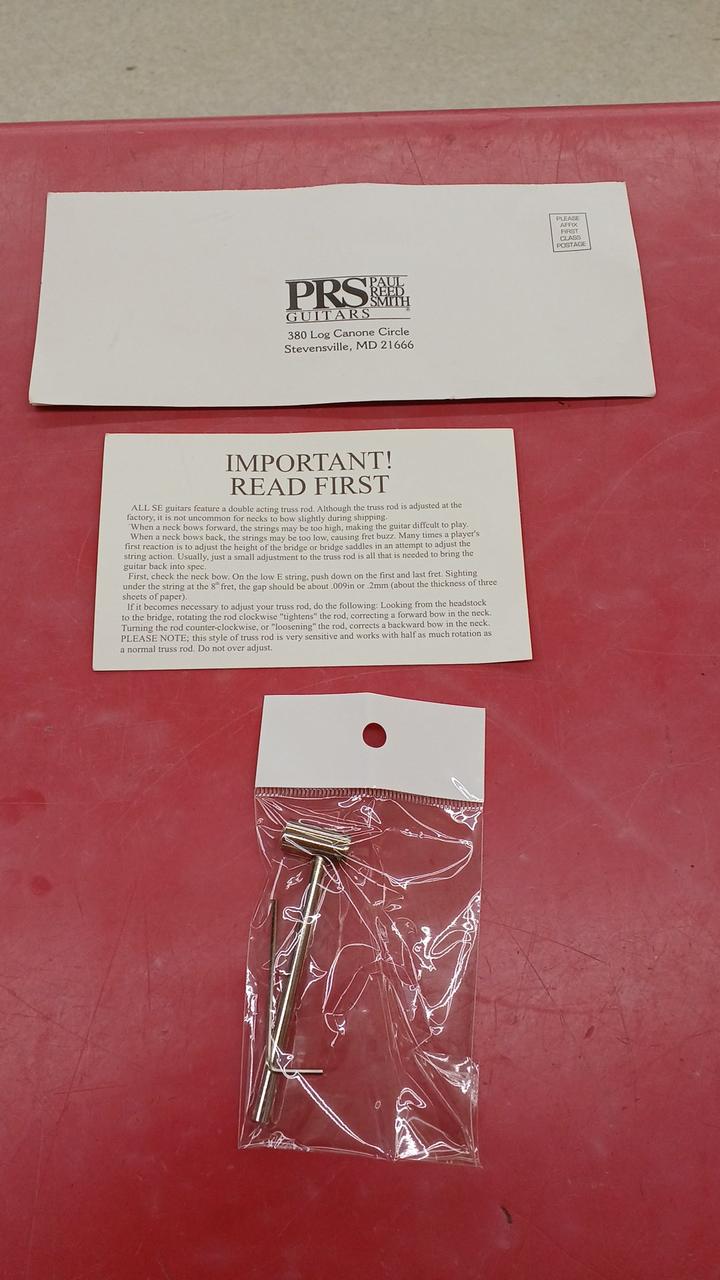 PLEASE
AFFIX
FIRST
CLASS
POSTAGE
PRS PAUL
REED
SMITH
GUITARS
380 Log Canone Circle
Stevensville, MD 21666
IMPORTANT!
READ FIRST
ALL SE guitars feature a double acting truss rod. Although the truss rod is adjusted at the
factory, it is not uncommon for necks to bow slightly during shipping.
When a neck bows forward, the strings may be too high, making the guitar diffcult to play.
When a neck bows back, the strings may be too low, causing fret buzz. Many times a player's
first reaction is to adjust the height of the bridge or bridge saddles in an attempt to adjust the
string action. Usually, just a small adjustment to the truss rod is all that is needed to bring the
guitar back into spec.
First, check the neck bow. On the low E string, push down on the first and last fret. Sighting
under the string at the 8th fret, the gap should be about .009in or .2mm (about the thickness of three
sheets of paper).
If it becomes necessary to adjust your truss rod, do the following: Looking from the headstock
to the bridge, rotating the rod clockwise "tightens" the rod, correcting a forward bow in the neck.
Turning the rod counter-clockwise, or "loosening" the rod, corrects a backward bow in the neck.
PLEASE NOTE; this style of truss rod is very sensitive and works with half as much rotation as
a normal truss rod. Do not over adjust.